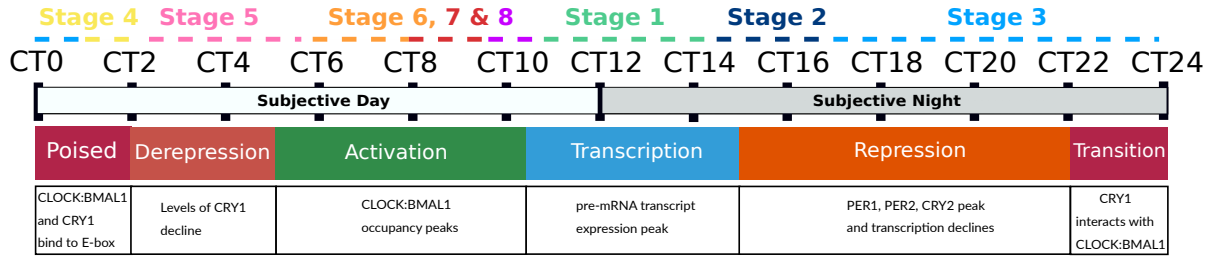 Stage 4 Stage 5 Stage 6, 7 & 8 Stage 1 Stage 2 Stage 3
CT0 CT2 CT4 CT6 CT8 CT10 CT12 CT14 CT16 CT18 CT20 CT22 CT24
Subjective Day Subjective Night
Poised Derepression Activation Transcription Repression Transition
CLOCK:BMAL1
and CRY1
bind to E-box
Levels of CRY1
decline
CLOCK:BMAL1
occupancy peaks
pre-mRNA transcript
expression peak
PER1, PER2, CRY2 peak
and transcription declines
CRY1
interacts with
CLOCK:BMAL1